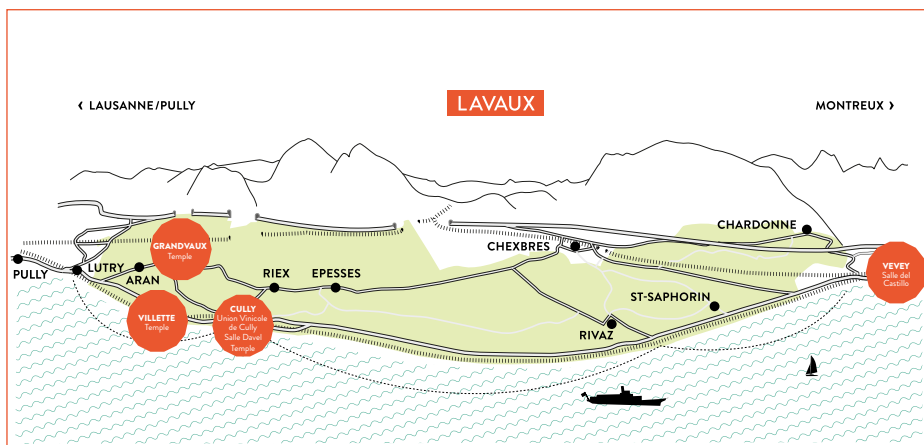 ‹ LAUSANNE/PULLY
LAVAUX
MONTREUX ›
CHARDONNE
GRANDVAUX
Temple
CHEXBRES
PULLY
LUTRY
ARAN
RIEX
EPESSES
VEVEY
Salle del
Castillo
VILLETTE
Temple
CULLY
Union Vinicole
de Cully
Salle Davel
Temple
ST-SAPHORIN
RIVAZ